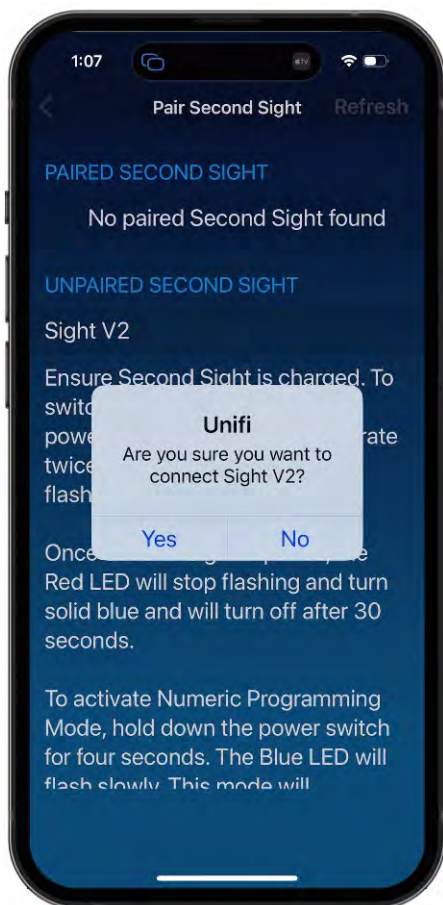 1:07
tv
Pair Second Sight Refresh
PAIRED SECOND SIGHT
No paired Second Sight found
UNPAIRED SECOND SIGHT
Sight V2
Ensure Second Sight is charged. To
Unifi
Are you sure you want to
connect Sight V2?
Yes No
Once
Red LED will stop flashing and turn
solid blue and will turn off after 30
seconds.
To activate Numeric Programming
Mode, hold down the power switch
for four seconds. The Blue LED will
flash slowly. This mode will